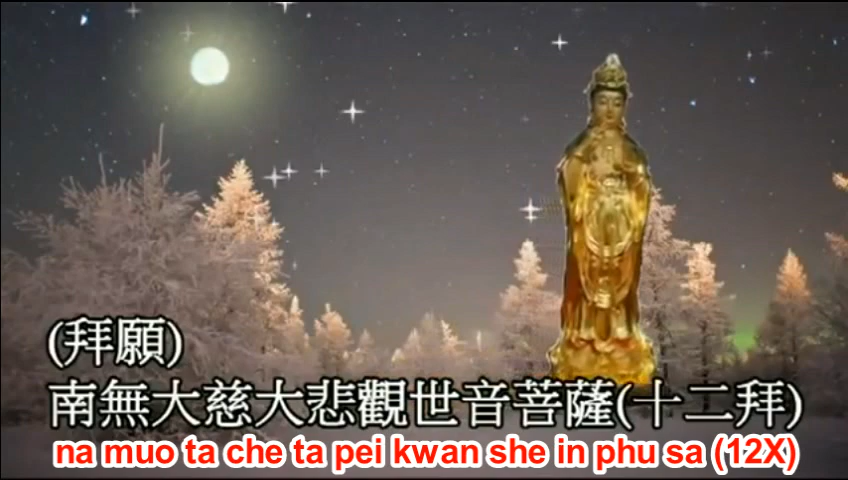 (拜願)
南無大慈大悲觀世音菩薩(十二拜)
na muo ta che ta pei kwan she in phu sa (12X)